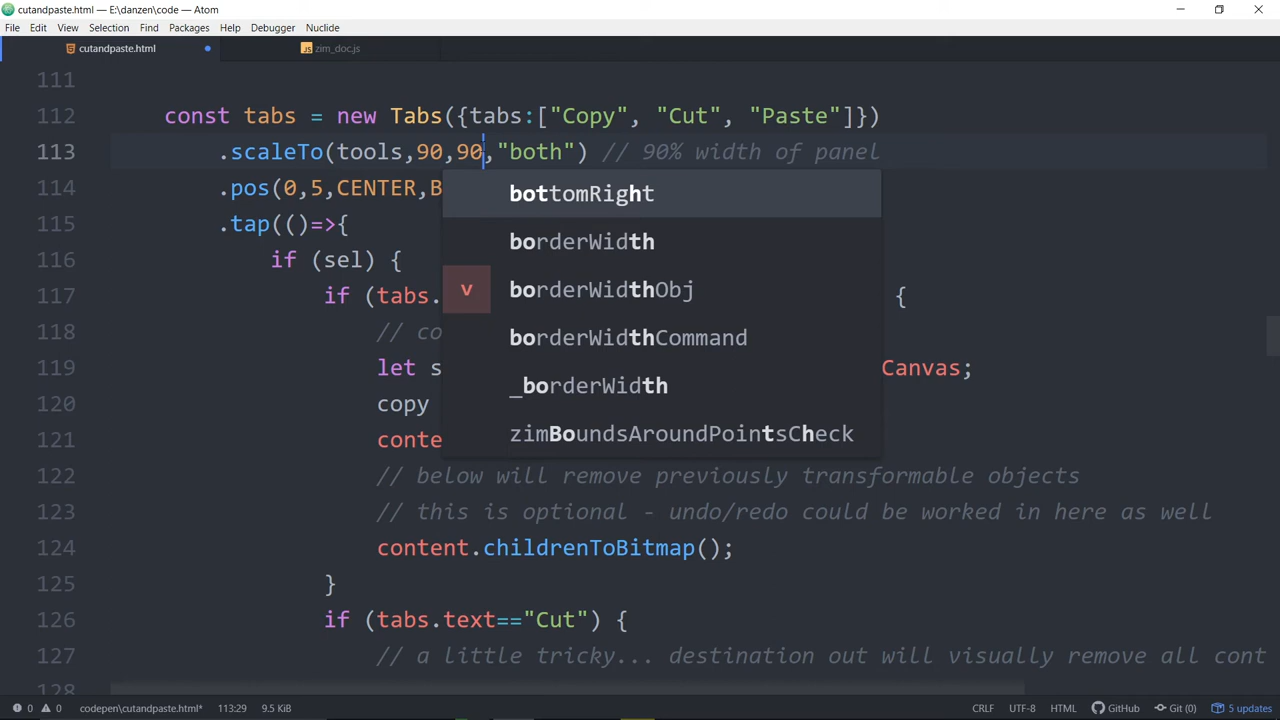 cutandpaste.html — E:\danzen\code — Atom
File Edit View Selection Find Packages Help Debugger Nuclide
cutandpaste.html zim_doc.js
111
112 const tabs = new Tabs({tabs:["Copy", "Cut", "Paste"]})
113 .scaleTo(tools,90,90,"both") // 90% width of panel
114 .pos(0,5,CENTER,B
bottomRight
115 .tap(()=>{
borderWidth
116 if (sel) {
117 if (tabs. {
v borderWidthObj
118 // co
borderWidthCommand
119 let s Canvas;
_borderWidth
120 copy
121 conte
zimBoundsAroundPointsCheck
122 // below will remove previously transformable objects
123 // this is optional - undo/redo could be worked in here as well
124 content.childrenToBitmap();
125 }
126 if (tabs.text=="Cut") {
127 // a little tricky... destination out will visually remove all cont
128
0 0 codepen\cutandpaste.html* 113:29 9.5 KiB CRLF UTF-8 HTML GitHub Git (0) 5 updates